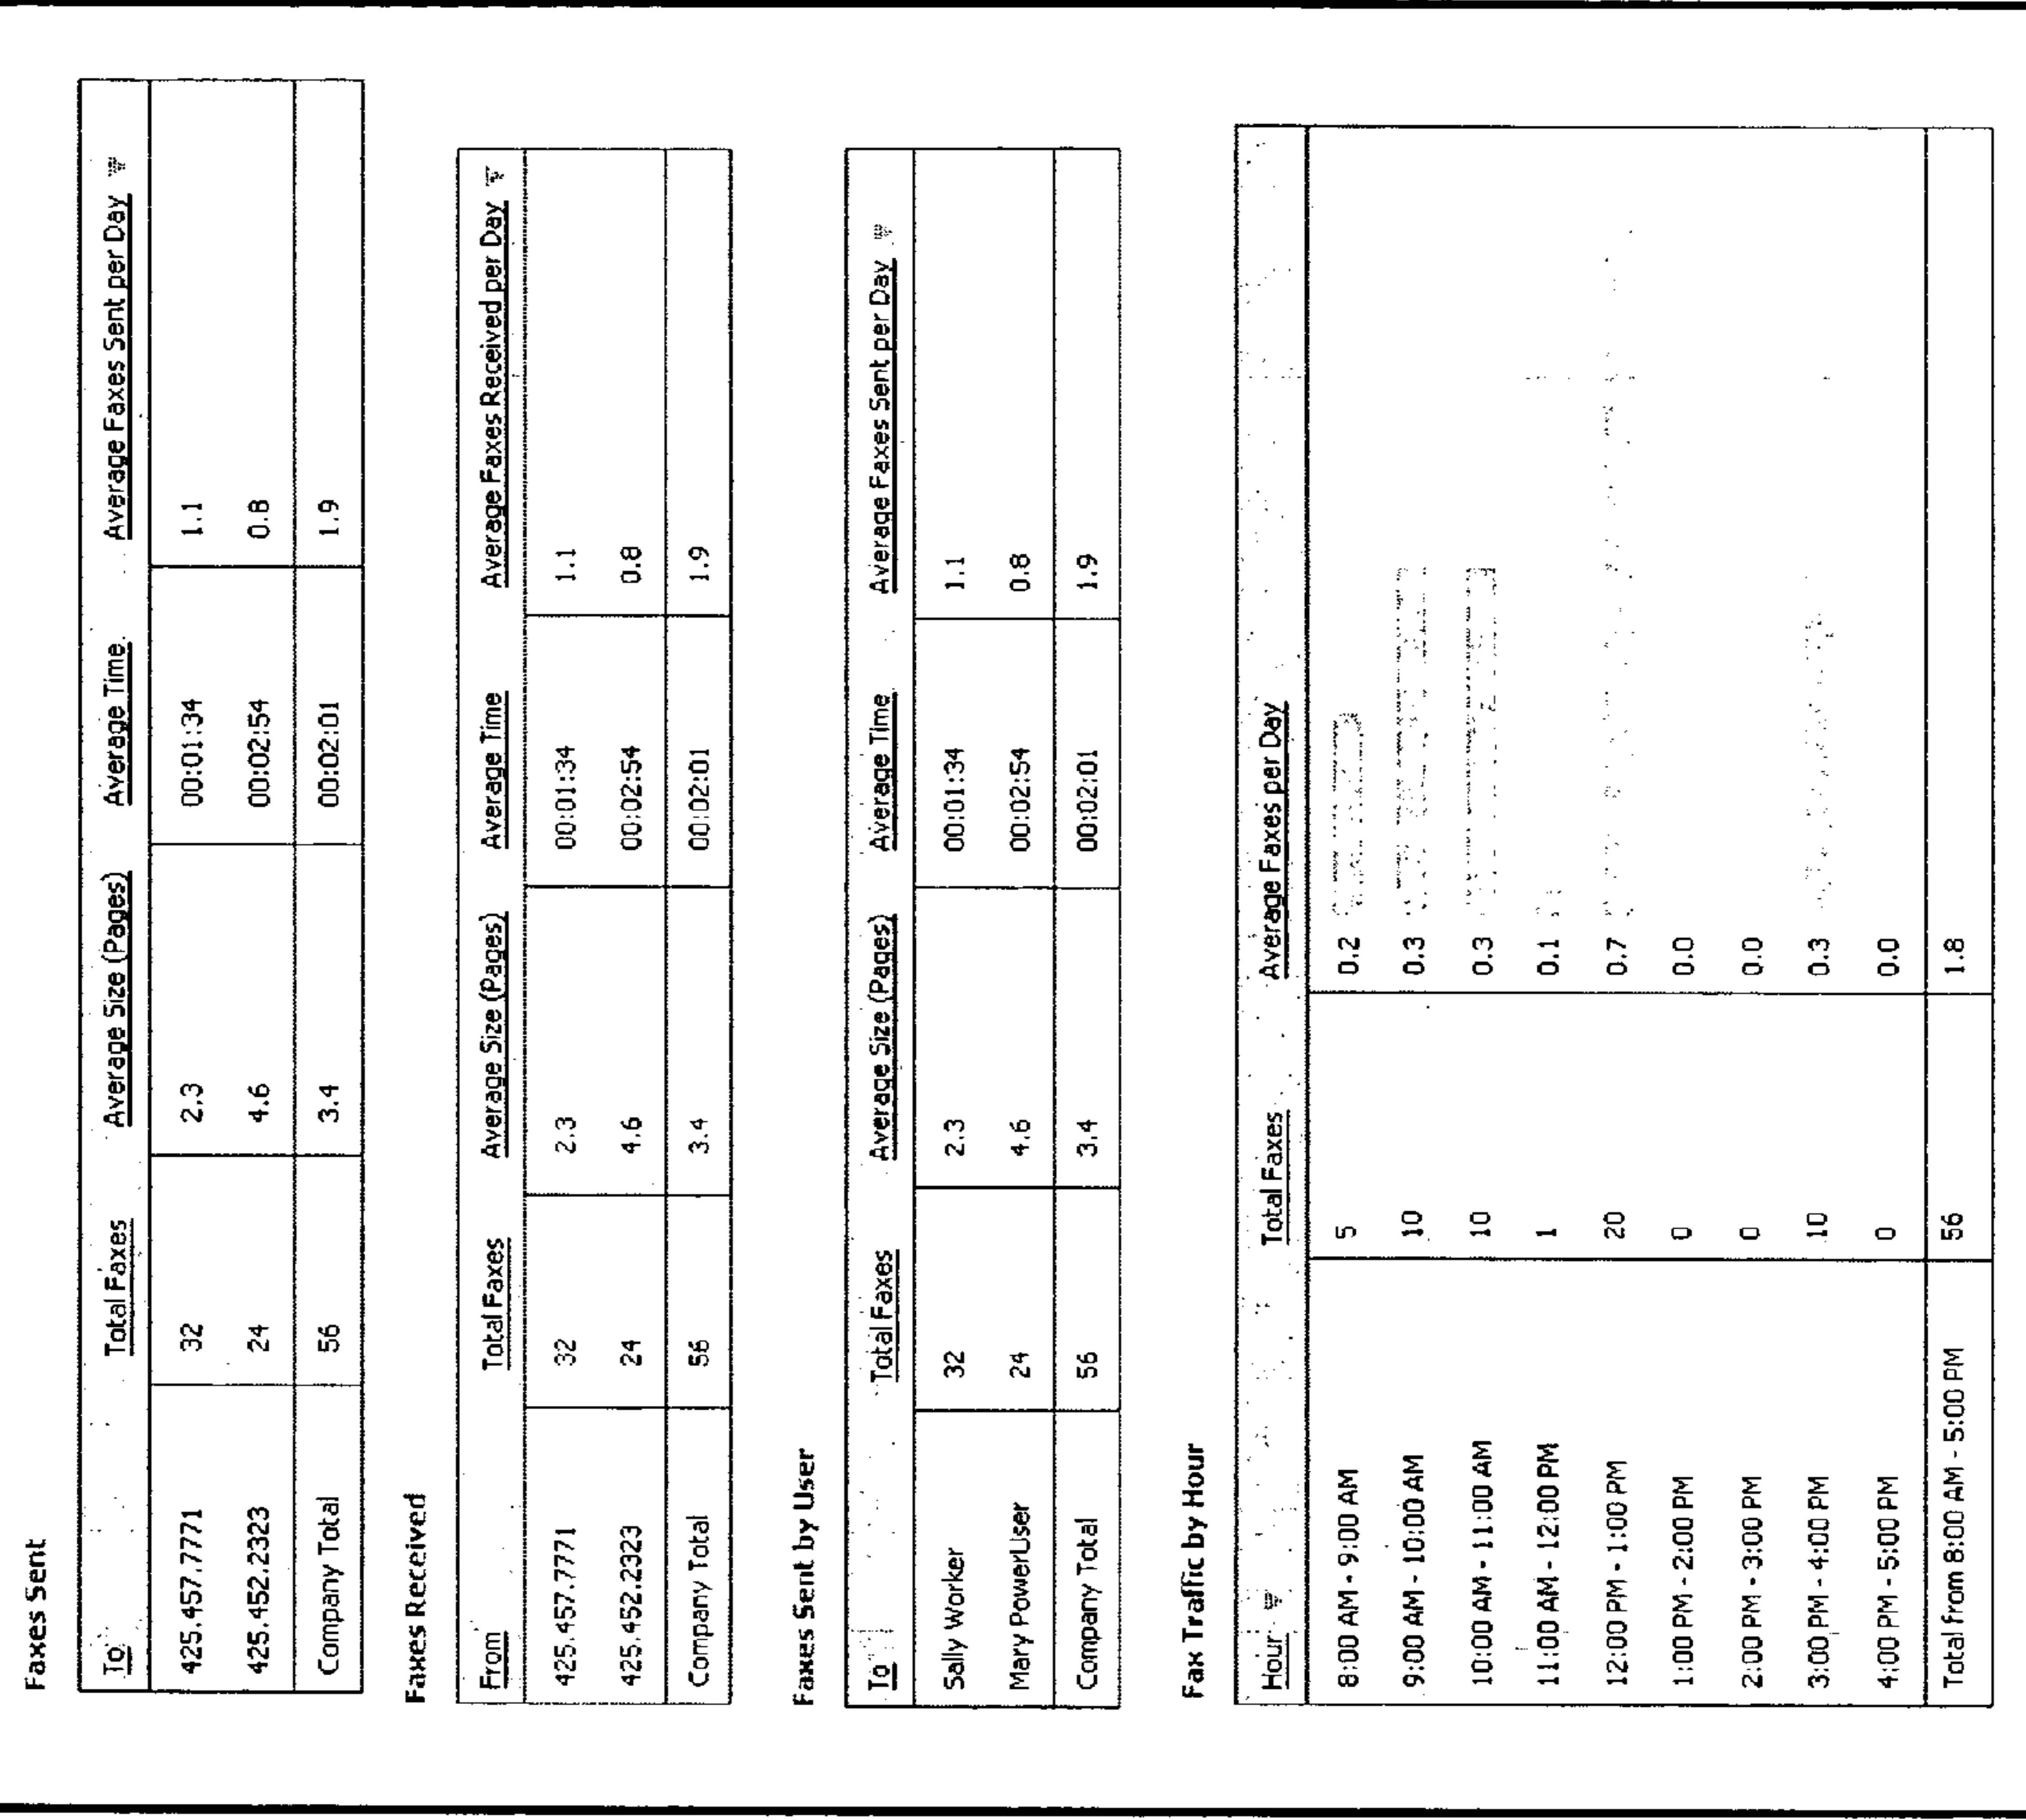 Faxes Sent
To Total Faxes Average Size (Pages) Average Time Average Faxes Sent per Day
425.457.7771 32 2.3 00:01:34 1.1
425.452.2323 24 4.6 00:02:54 0.8
Company Total 56 3.4 00:02:01 1.9
Faxes Received
From Total Faxes Average Size (Pages) Average Time Average Faxes Received per Day
425.457.7771 32 2.3 00:01:34 1.1
425.452.2323 24 4.6 00:02:54 0.8
Company Total 56 3.4 00:02:01 1.9
Faxes Sent by User
To Total Faxes Average Size (Pages) Average Time Average Faxes Sent per Day
Sally Worker 32 2.3 00:01:34 1.1
Mary PowerUser 24 4.6 00:02:54 0.8
Company Total 56 3.4 00:02:01 1.9
Fax Traffic by Hour
Hour Total Faxes Average Faxes per Day
8:00 AM - 9:00 AM 5 0.2
9:00 AM - 10:00 AM 10 0.3
10:00 AM - 11:00 AM 10 0.3
11:00 AM - 12:00 PM 1 0.1
12:00 PM - 1:00 PM 20 0.7
1:00 PM - 2:00 PM 0 0.0
2:00 PM - 3:00 PM 0 0.0
3:00 PM - 4:00 PM 10 0.3
4:00 PM - 5:00 PM 0 0.0
Total from 8:00 AM - 5:00 PM 56 1.8